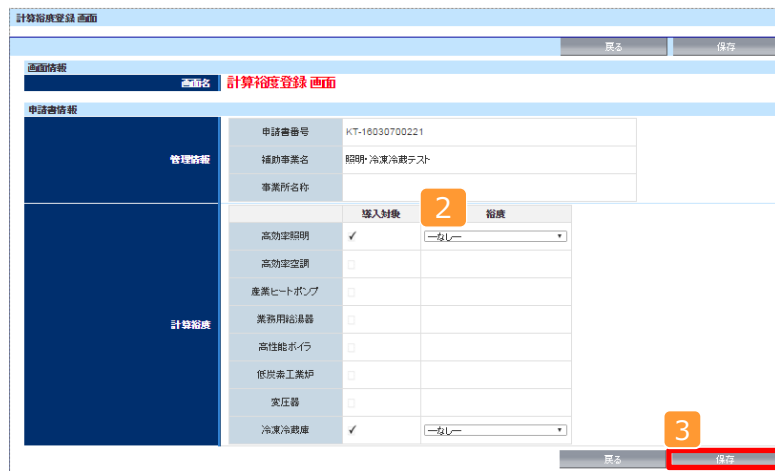 計算裕度登録 画面
戻る 保存
画面情報
画面名 計算裕度登録 画面
申請書情報
管理情報
申請書番号 KT-16030700221
補助事業名 照明・冷凍冷蔵テスト
事業所名称
計算裕度
導入対象 2 裕度
高効率照明 ✓ ―なし―
高効率空調
産業ヒートポンプ
業務用給湯器
高性能ボイラ
低炭素工業炉
変圧器
冷凍冷蔵庫 ✓ ―なし―
3
戻る 保存